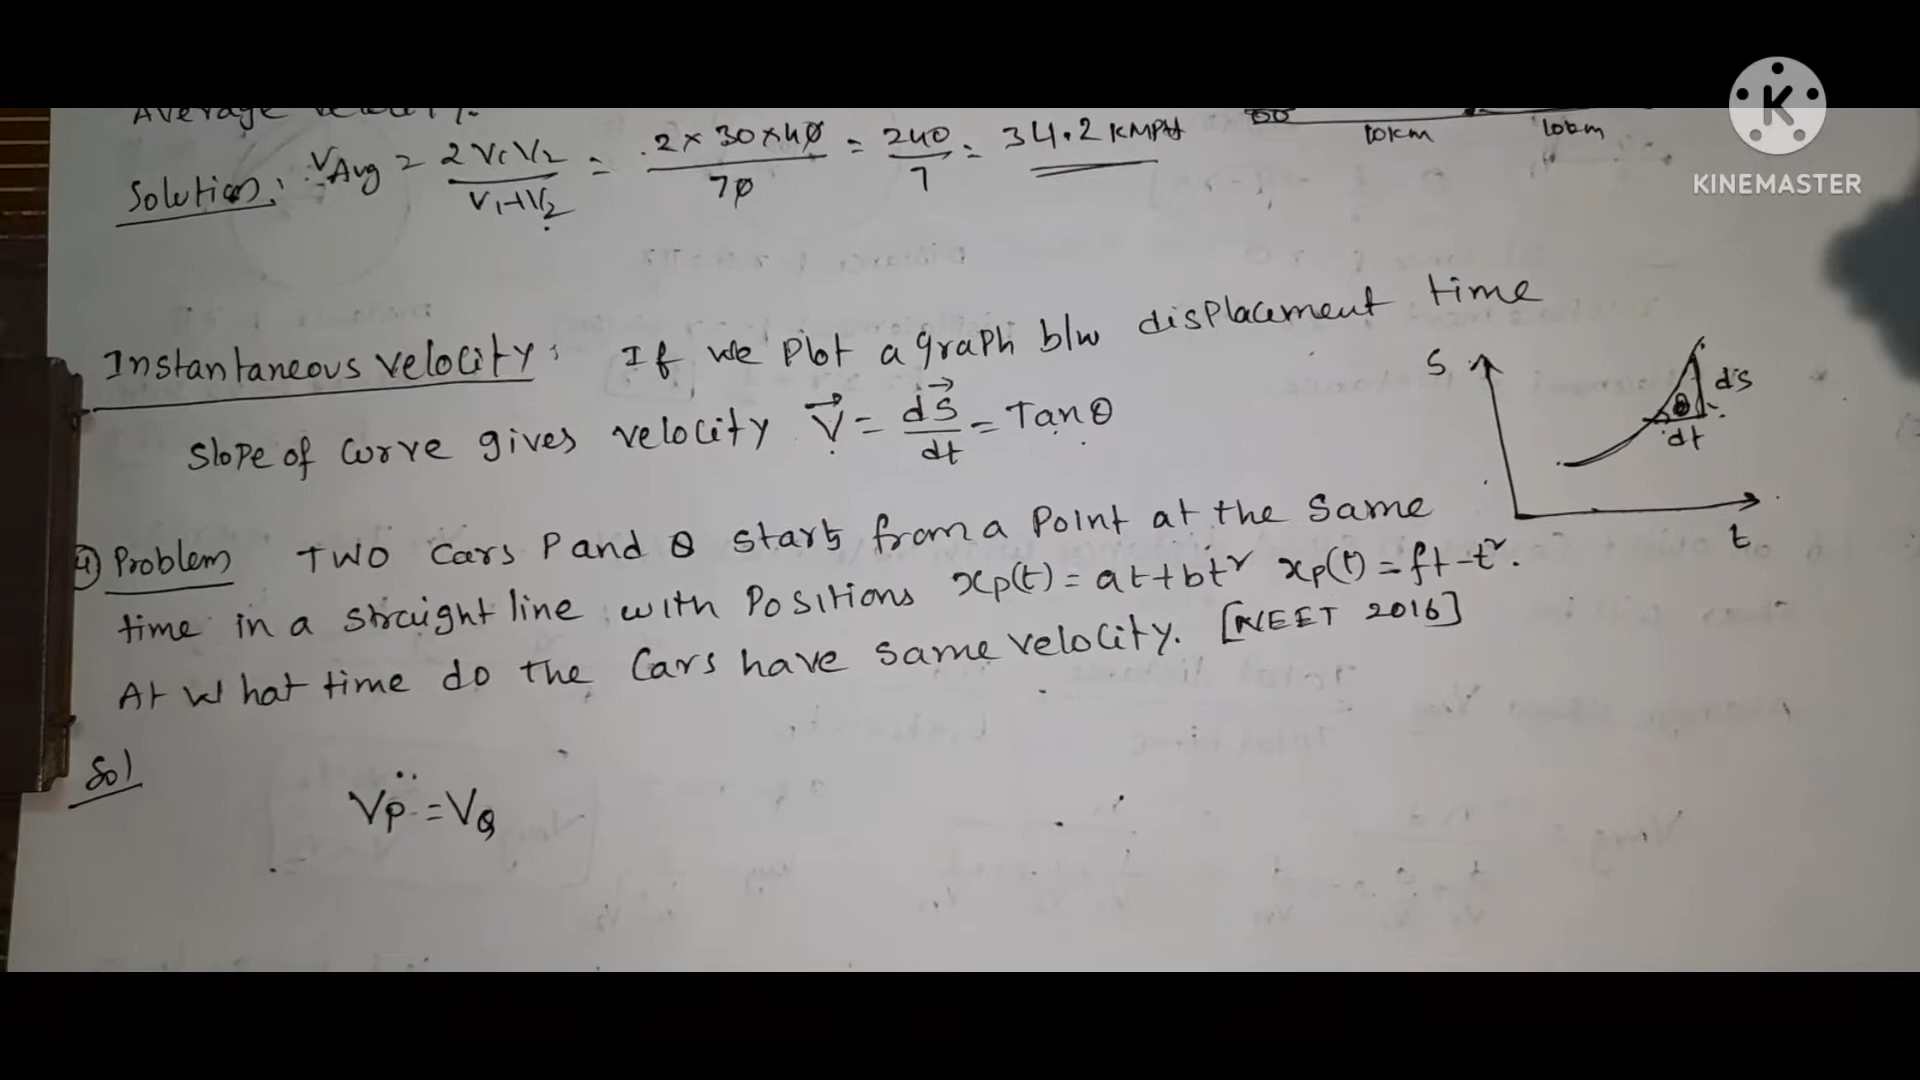 Average
Solution: VAvg = 2V1V2 / V1+V2 = 2×30×40 / 70 = 240 / 7 = 34.2 KMPH
10km 10km
KINEMASTER
Instantaneous velocity: If we Plot a graph b/w displacement time
Slope of Curve gives velocity V⃗ = dS⃗/dt = Tanθ
S dS θ dt t
4) Problem Two Cars P and Q starts from a Point at the Same
time in a straight line with Positions xp(t) = at+bt² xp(t) = ft-t².
At What time do the Cars have same velocity. [NEET 2016]
Sol
Vp = VQ